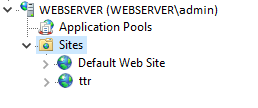 WEBSERVER (WEBSERVER\admin)
Application Pools
Sites
Default Web Site
ttr